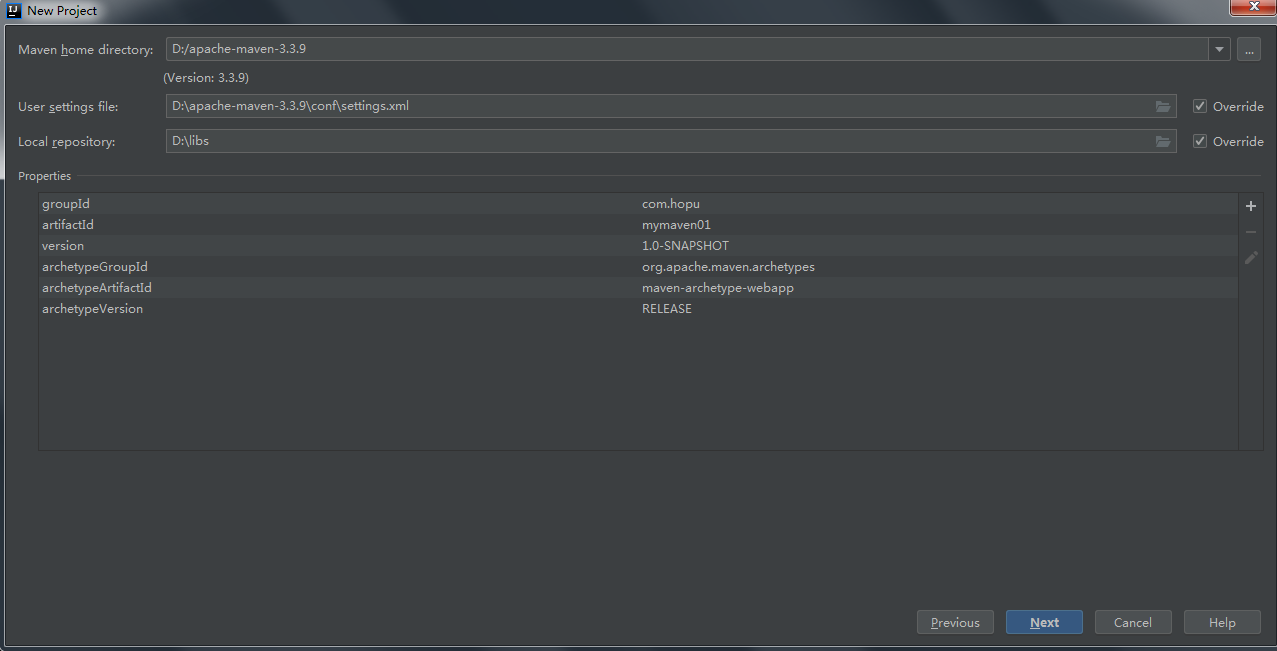 New Project
Maven home directory: D:/apache-maven-3.3.9 ...
(Version: 3.3.9)
User settings file: D:\apache-maven-3.3.9\conf\settings.xml Override
Local repository: D:\libs Override
Properties
groupId com.hopu
artifactId mymaven01
version 1.0-SNAPSHOT
archetypeGroupId org.apache.maven.archetypes
archetypeArtifactId maven-archetype-webapp
archetypeVersion RELEASE
Previous Next Cancel Help